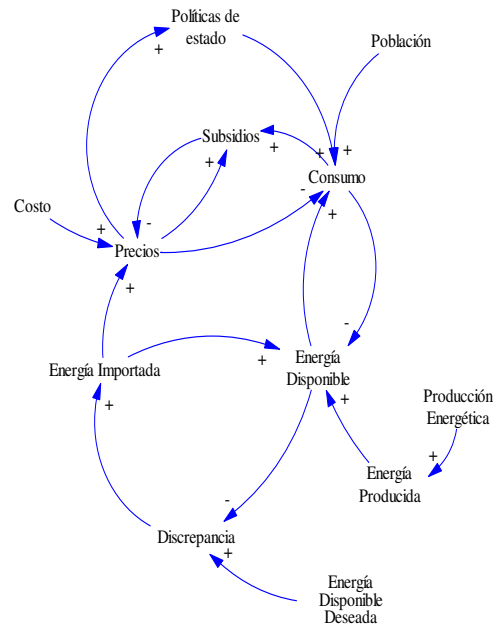 Políticas de
estado
+
Población
Subsidios
+
+
+
+
Consumo
-
+
+
Costo
+
-
Precios
+
-
Energía Importada
+
Energía
Disponible
+
+
Producción
Energética
+
Energía
Producida
-
Discrepancia
+
Energía
Disponible
Deseada